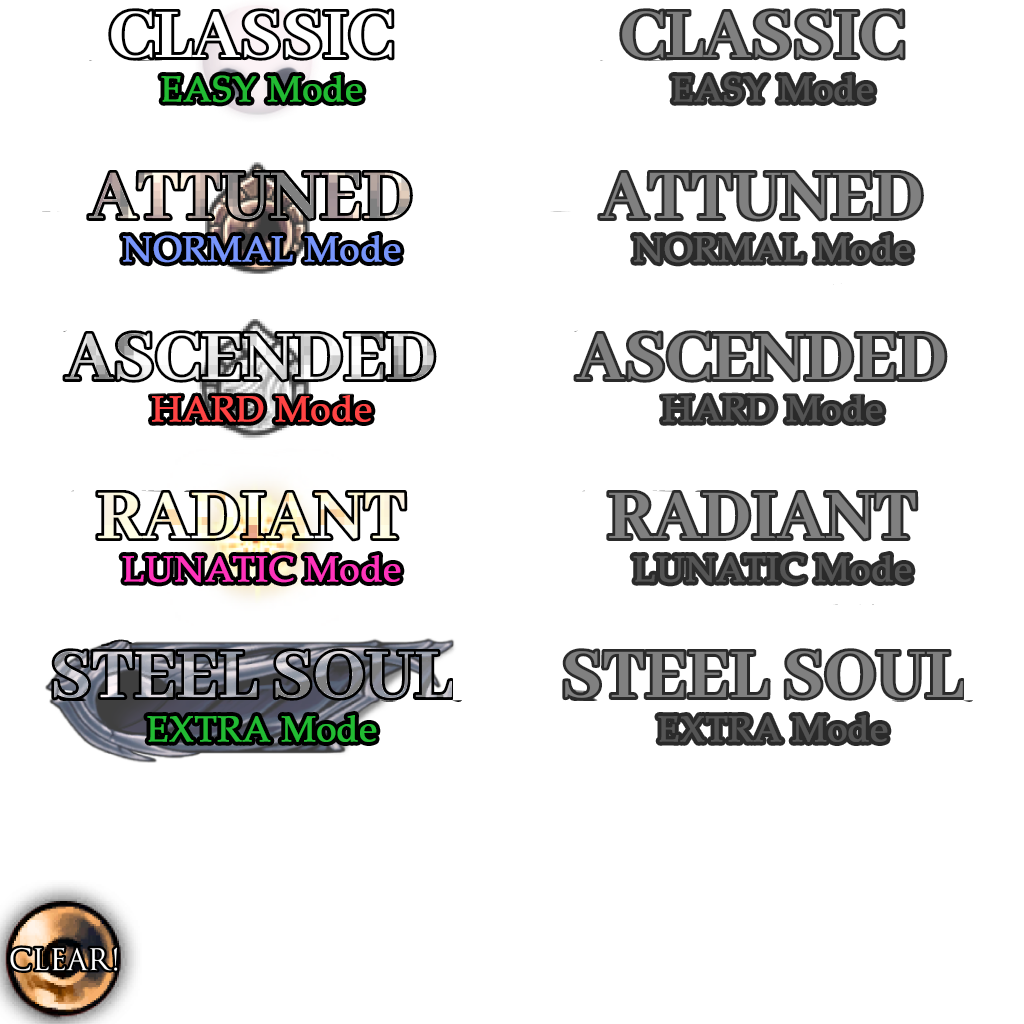 CLASSIC
EASY Mode
CLASSIC
EASY Mode
ATTUNED
NORMAL Mode
ATTUNED
NORMAL Mode
ASCENDED
HARD Mode
ASCENDED
HARD Mode
RADIANT
LUNATIC Mode
RADIANT
LUNATIC Mode
STEEL SOUL
EXTRA Mode
STEEL SOUL
EXTRA Mode
CLEAR!